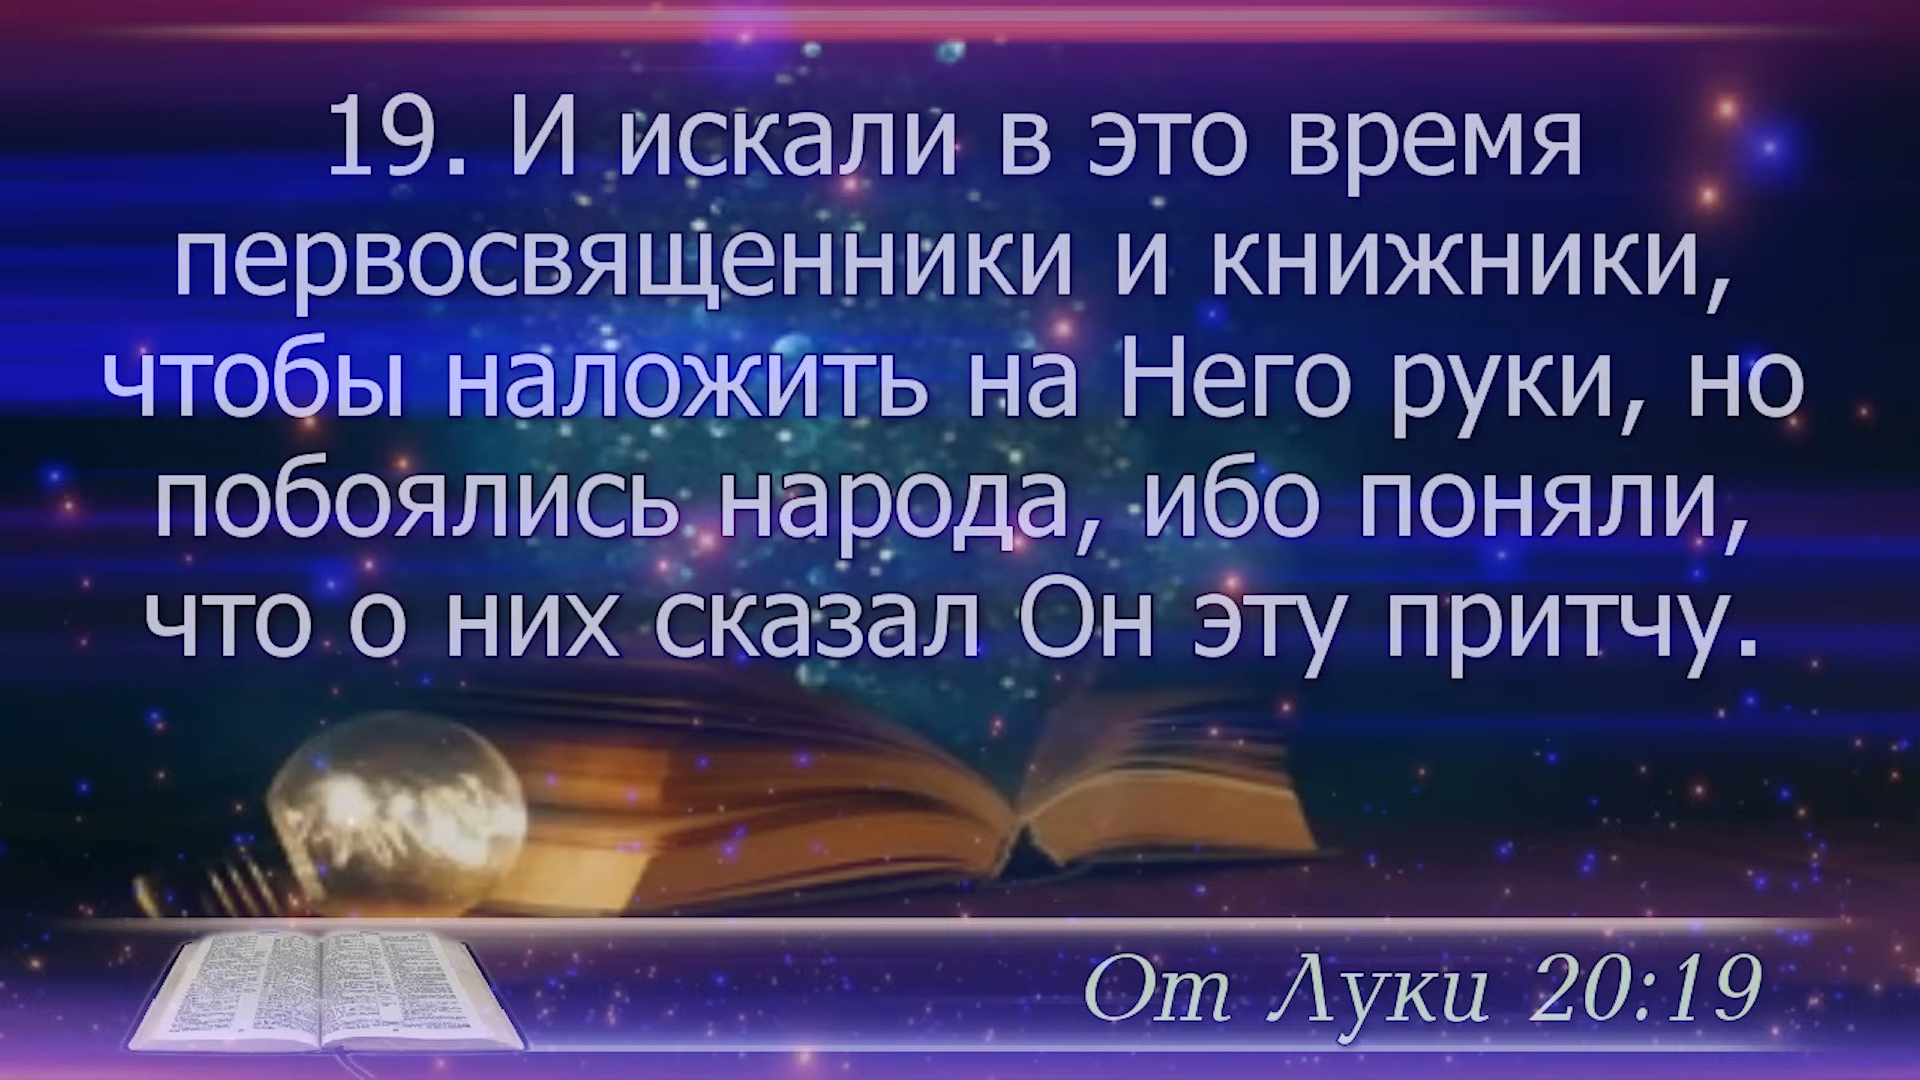 19. И искали в это время
первосвященники и книжники,
чтобы наложить на Него руки, но
побоялись народа, ибо поняли,
что о них сказал Он эту притчу.
От Луки 20:19